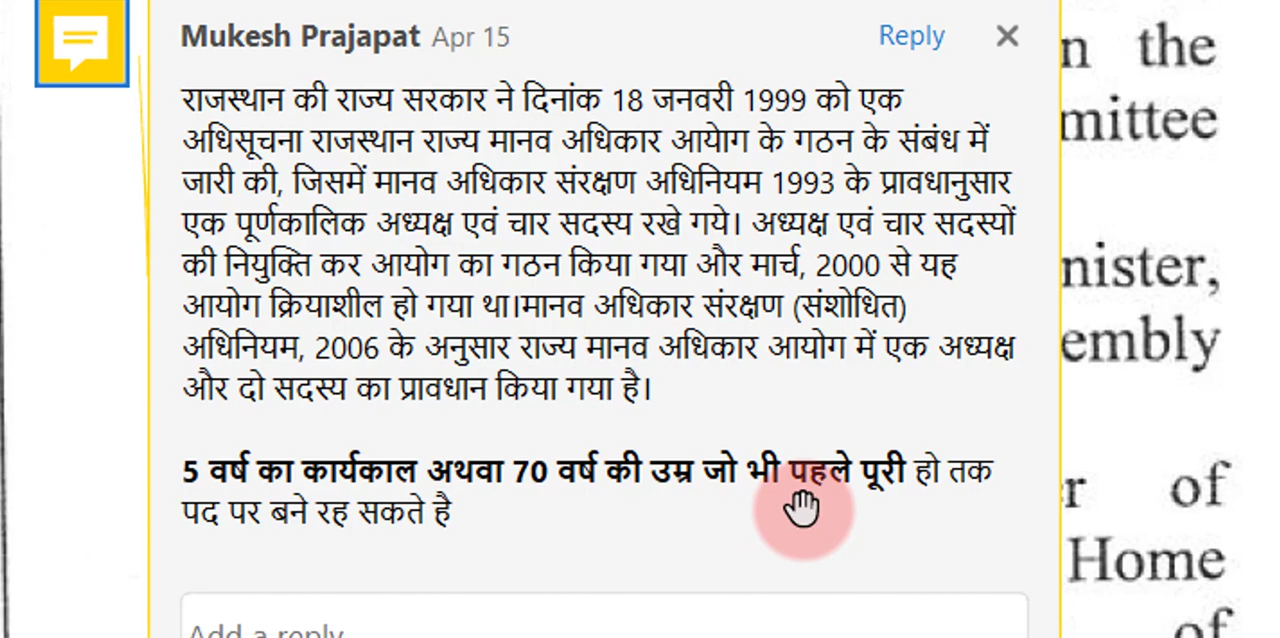 Mukesh Prajapat Apr 15 Reply
n the
राजस्थान की राज्य सरकार ने दिनांक 18 जनवरी 1999 को एक
mittee
अधिसूचना राजस्थान राज्य मानव अधिकार आयेाग के गठन के संबंध में
जारी की, जिसमें मानव अधिकार संरक्षण अधिनियम 1993 के प्रावधानुसार
एक पूर्णकालिक अध्यक्ष एवं चार सदस्य रखे गये। अध्यक्ष एवं चार सदस्यों
की नियुक्ति कर आयोग का गठन किया गया और मार्च, 2000 से यह
nister,
आयोग क्रियाशील हो गया था।मानव अधिकार संरक्षण (संशोधित)
अधिनियम, 2006 के अनुसार राज्य मानव अधिकार आयोग में एक अध्यक्ष
embly
और दो सदस्य का प्रावधान किया गया है।
5 वर्ष का कार्यकाल अथवा 70 वर्ष की उम्र जो भी पहले पूरी हो तक
r of
पद पर बने रह सकते है
Home
Add a reply
of